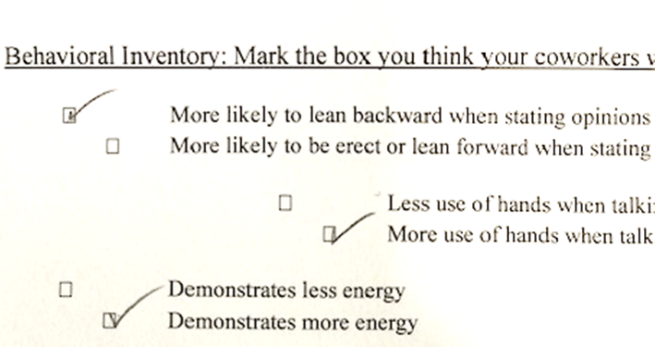 Behavioral Inventory: Mark the box you think your coworkers
More likely to lean backward when stating opinions
More likely to be erect or lean forward when stating
Less use of hands when
More use of hands when talk
Demonstrates less energy
Demonstrates more energy